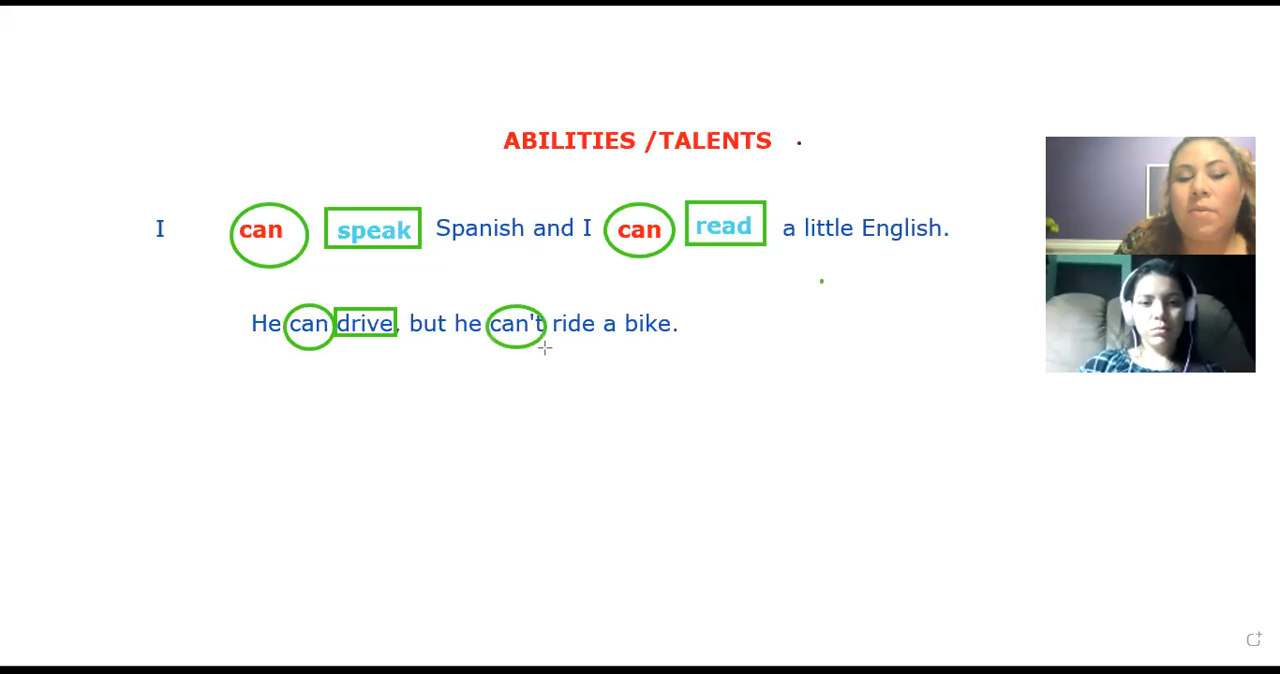 ABILITIES /TALENTS
I can speak Spanish and I can read a little English.
He can drive, but he can't ride a bike.